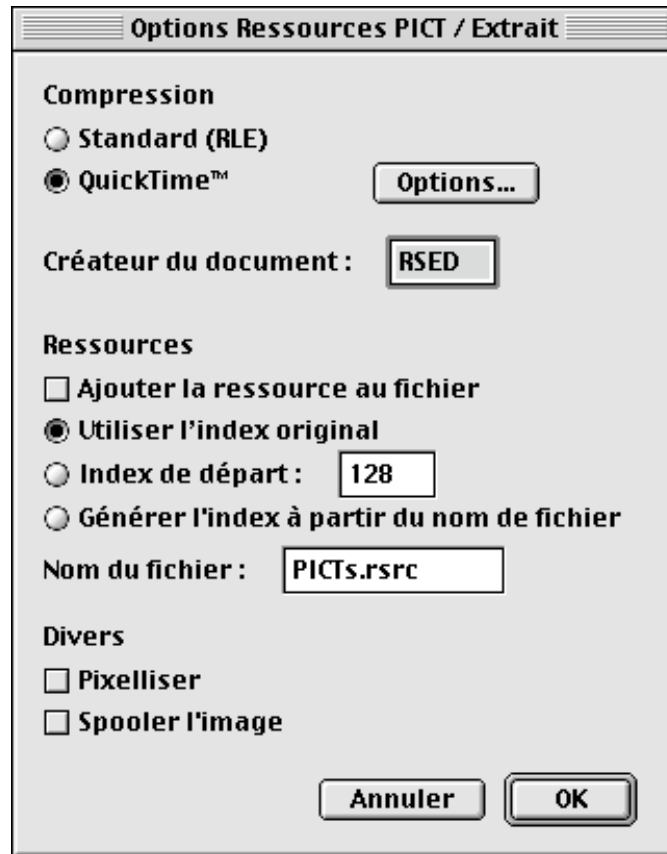 Options Ressources PICT / Extrait
Compression
Standard (RLE)
QuickTime™ Options...
Créateur du document : RSED
Ressources
Ajouter la ressource au fichier
Utiliser l’index original
Index de départ : 128
Générer l'index à partir du nom de fichier
Nom du fichier : PICTs.rsrc
Divers
Pixelliser
Spooler l'image
Annuler OK